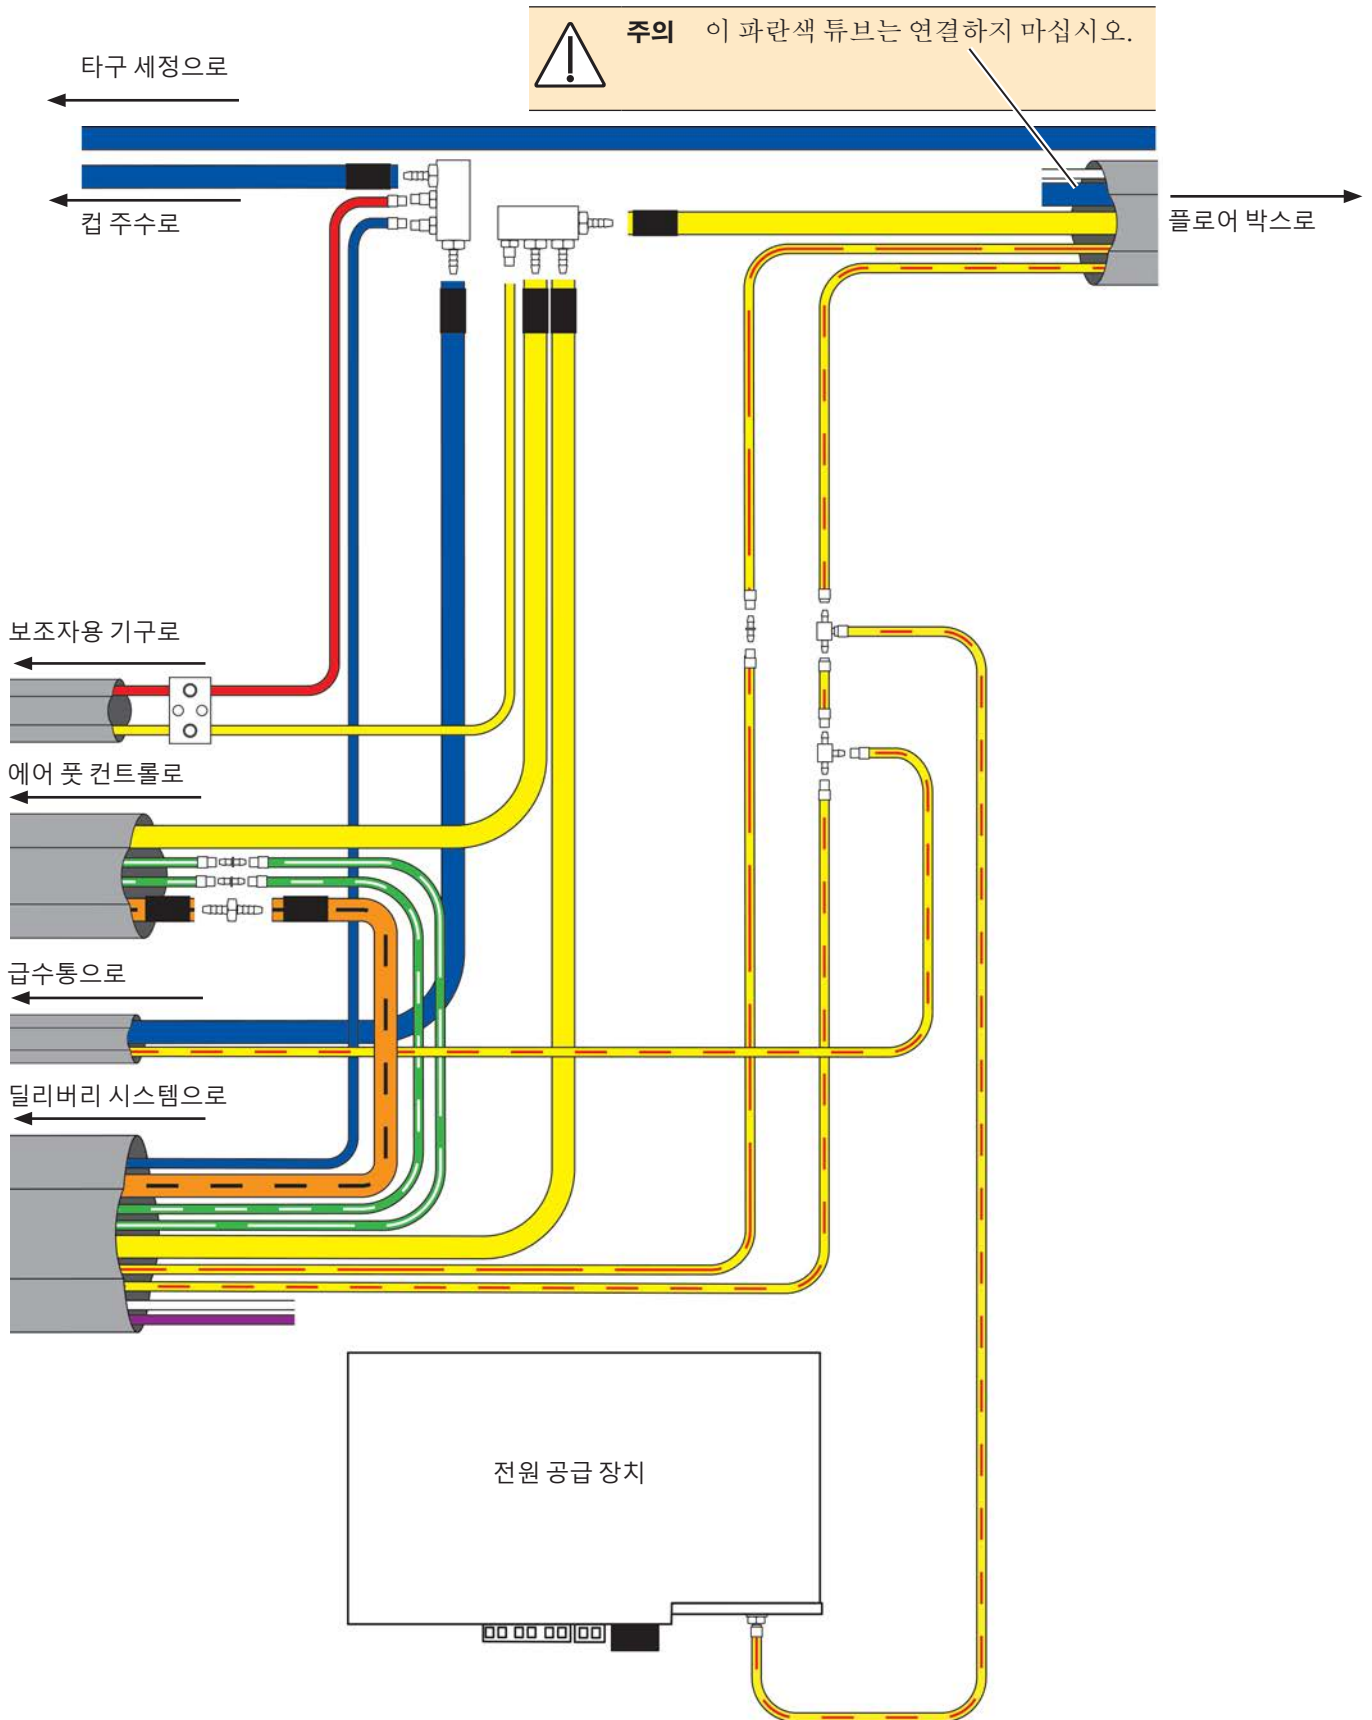 주의 이 파란색 튜브는 연결하지 마십시오.
타구 세정으로
컵 주수로
플로어 박스로
보조자용 기구로
에어 풋 컨트롤로
급수통으로
딜리버리 시스템으로
전원 공급 장치